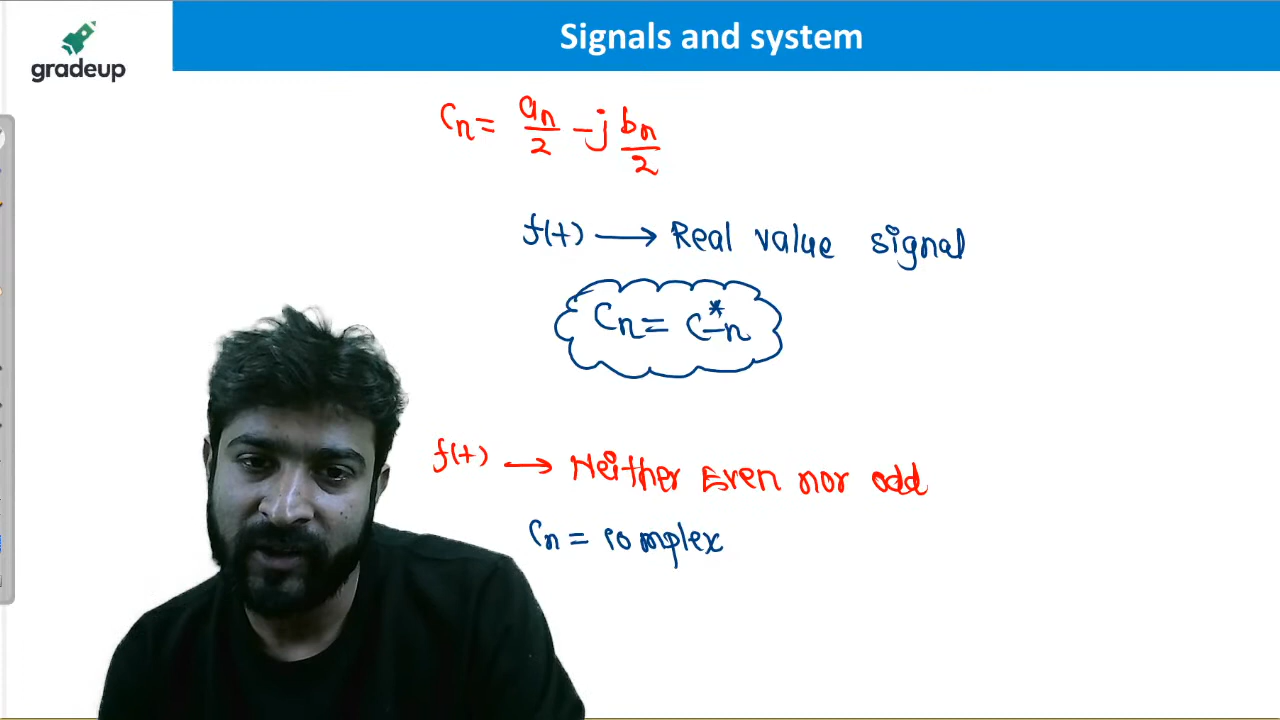 Signals and system
gradeup
Cn = an/2 - j bn/2
f(t) → Real value signal
Cn = C*-n
f(t) → Neither Even nor odd
Cn = complex